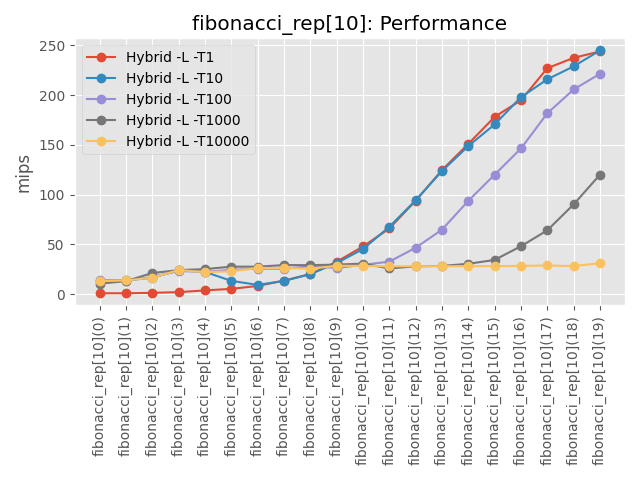 fibonacci_rep[10]: Performance
Hybrid -L -T1
Hybrid -L -T10
Hybrid -L -T100
Hybrid -L -T1000
Hybrid -L -T10000
mips
250
200
150
100
50
0
fibonacci_rep[10](0)
fibonacci_rep[10](1)
fibonacci_rep[10](2)
fibonacci_rep[10](3)
fibonacci_rep[10](4)
fibonacci_rep[10](5)
fibonacci_rep[10](6)
fibonacci_rep[10](7)
fibonacci_rep[10](8)
fibonacci_rep[10](9)
fibonacci_rep[10](10)
fibonacci_rep[10](11)
fibonacci_rep[10](12)
fibonacci_rep[10](13)
fibonacci_rep[10](14)
fibonacci_rep[10](15)
fibonacci_rep[10](16)
fibonacci_rep[10](17)
fibonacci_rep[10](18)
fibonacci_rep[10](19)